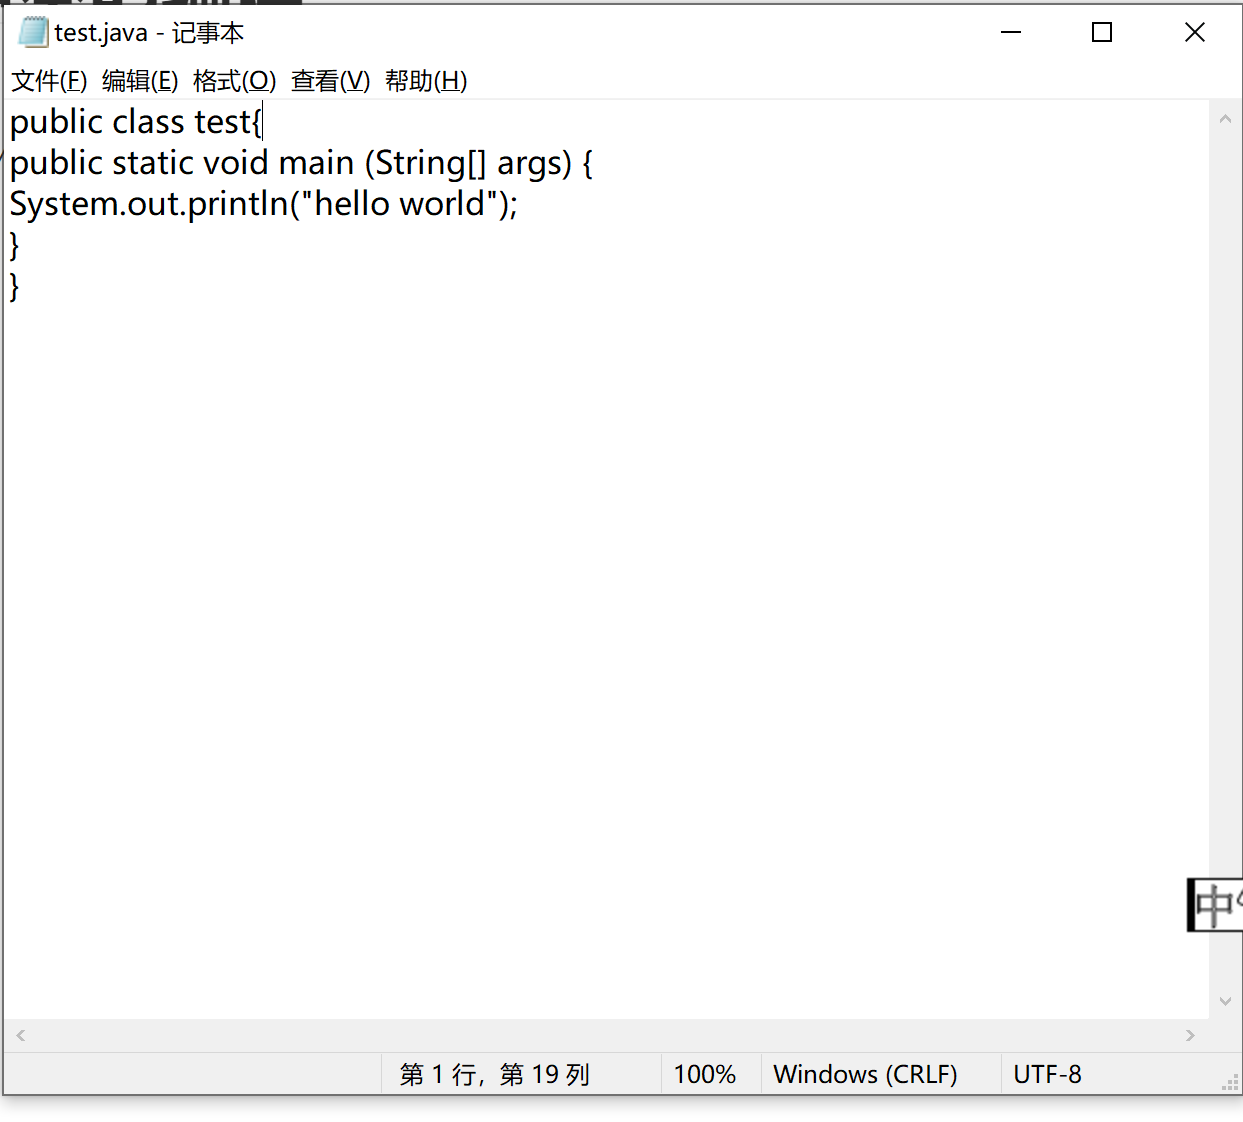 test.java - 记事本
文件(F) 编辑(E) 格式(O) 查看(V) 帮助(H)
public class test{
public static void main (String[] args) {
System.out.println("hello world");
}
}
中
第 1 行，第 19 列 100% Windows (CRLF) UTF-8